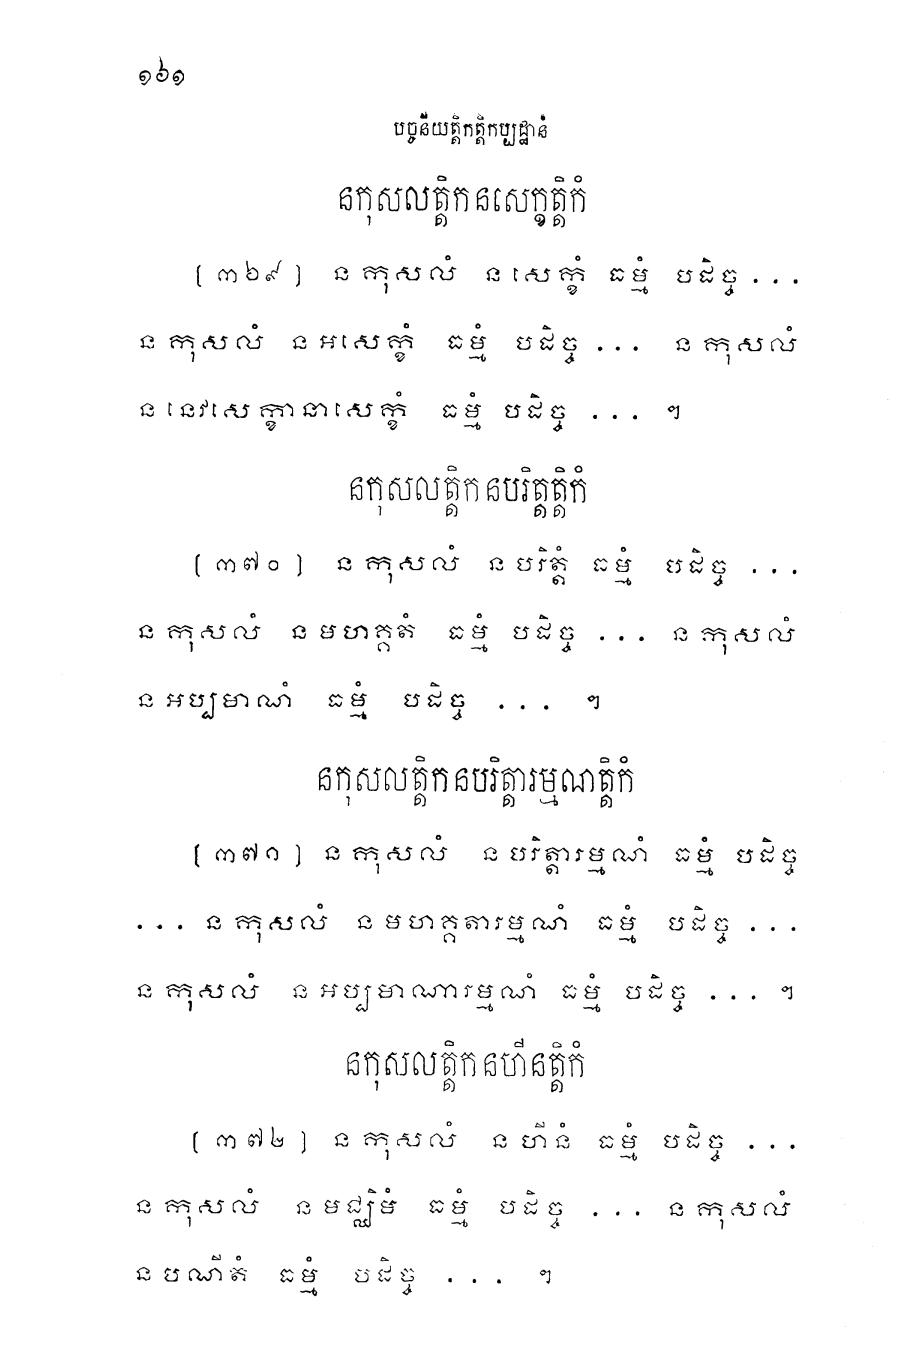 ១៦១
បច្ចនីយត្តិកត្តិកប្បដ្ឋានំ
នកុសលត្តិកនសេក្ខត្តិកំ
(៣៦៩) ន កុសលំ ន សេក្ខំ ធម្មំ បដិច្ច ...
ន កុសលំ ន អសេក្ខំ ធម្មំ បដិច្ច ... ន កុសលំ
ន នេវសេក្ខានាសេក្ខំ ធម្មំ បដិច្ច ... ។
នកុសលត្តិកនបរិត្តត្តិកំ
(៣៧០) ន កុសលំ ន បរិត្តំ ធម្មំ បដិច្ច ...
ន កុសលំ ន មហគ្គតំ ធម្មំ បដិច្ច ... ន កុសលំ
ន អប្បមាណំ ធម្មំ បដិច្ច ... ។
នកុសលត្តិកនបរិត្តារម្មណត្តិកំ
(៣៧១) ន កុសលំ ន បរិត្តារម្មណំ ធម្មំ បដិច្ច
... ន កុសលំ ន មហគ្គតារម្មណំ ធម្មំ បដិច្ច ...
ន កុសលំ ន អប្បមាណារម្មណំ ធម្មំ បដិច្ច ... ។
នកុសលត្តិកនហីនត្តិកំ
(៣៧២) ន កុសលំ ន ហីនំ ធម្មំ បដិច្ច ...
ន កុសលំ ន មជ្ឈិមំ ធម្មំ បដិច្ច ... ន កុសលំ
ន បណីតំ ធម្មំ បដិច្ច ... ។